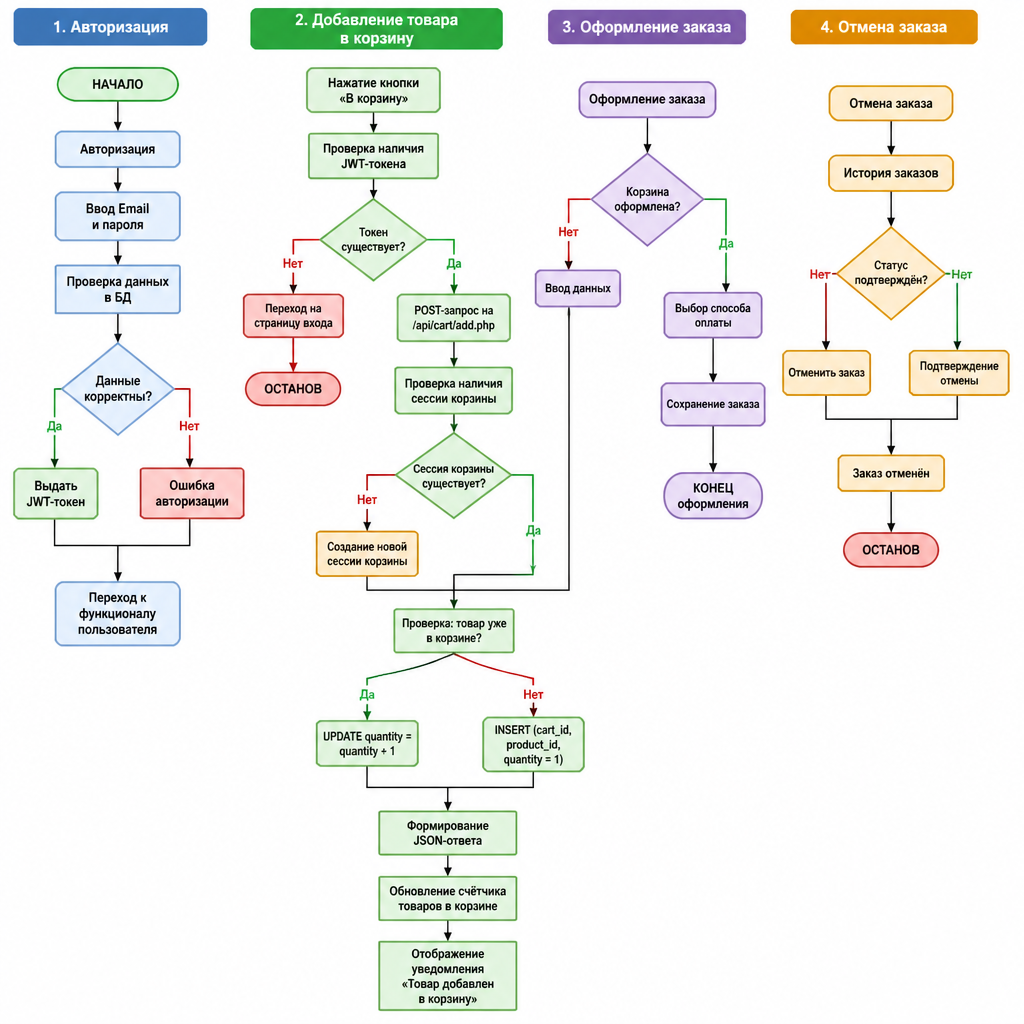 1. Авторизация
НАЧАЛО
Авторизация
Ввод Email
и пароля
Проверка данных
в БД
Данные
корректны?
Да
Нет
Выдать
JWT-токен
Ошибка
авторизации
Переход к
функционалу
пользователя
2. Добавление товара
в корзину
Нажатие кнопки
«В корзину»
Проверка наличия
JWT-токена
Токен
существует?
Нет
Да
Переход на
страницу входа
ОСТАНОВ
POST-запрос на
/api/cart/add.php
Проверка наличия
сессии корзины
Сессия корзины
существует?
Нет
Да
Создание новой
сессии корзины
Проверка: товар уже
в корзине?
Да
Нет
UPDATE quantity =
quantity + 1
INSERT (cart_id,
product_id,
quantity = 1)
Формирование
JSON-ответа
Обновление счётчика
товаров в корзине
Отображение
уведомления
«Товар добавлен
в корзину»
3. Оформление заказа
Оформление заказа
Корзина
оформлена?
Нет
Да
Ввод данных
Выбор способа
оплаты
Сохранение заказа
КОНЕЦ
оформления
4. Отмена заказа
Отмена заказа
История заказов
Статус
подтверждён?
Нет
Нет
Отменить заказ
Подтверждение
отмены
Заказ отменён
ОСТАНОВ